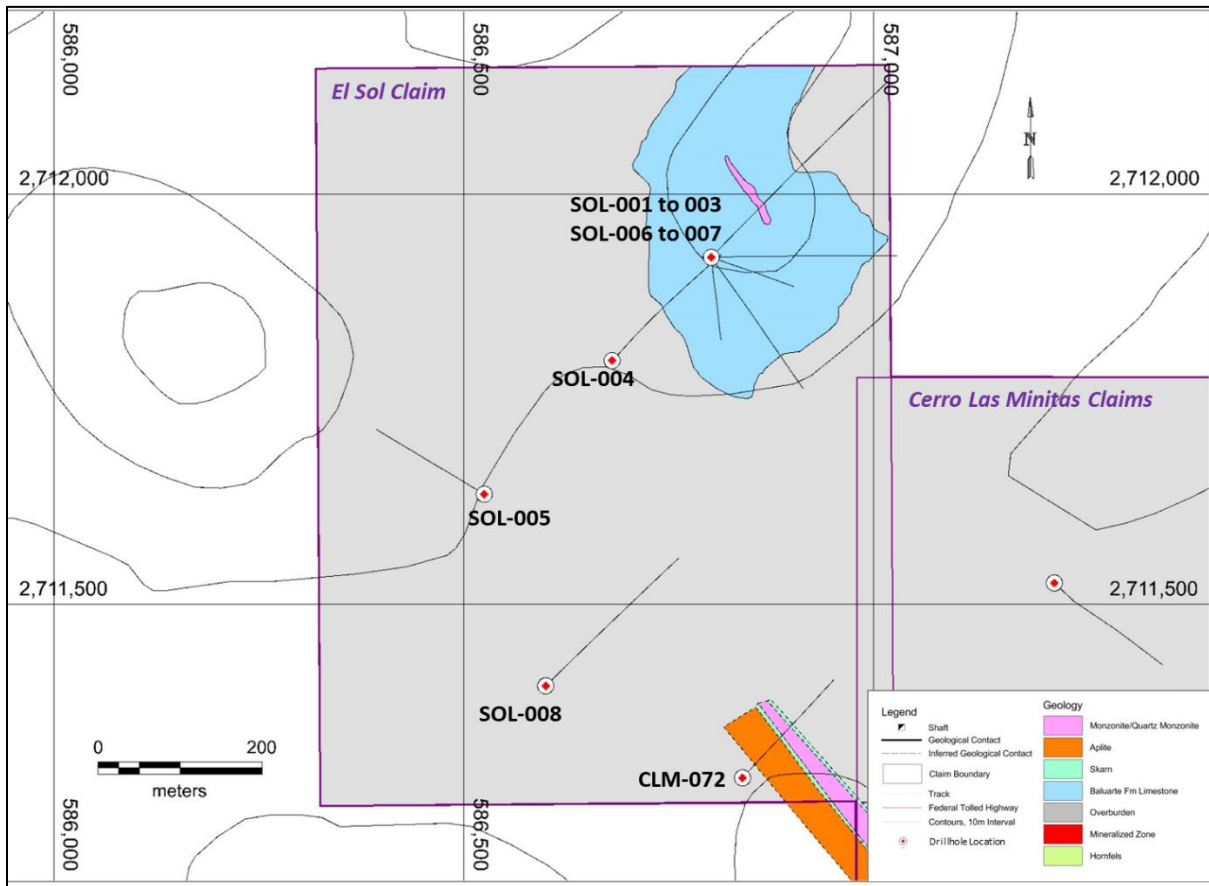 586,000
586,500
587,000
El Sol Claim
N
2,712,000
2,712,000
SOL-001 to 003
SOL-006 to 007
SOL-004
Cerro Las Minitas Claims
SOL-005
2,711,500
2,711,500
SOL-008
CLM-072
0 200
meters
586,000
586,500
Legend
Shaft
Geological Contact
Inferred Geological Contact
Claim Boundary
Track
Federal Tolled Highway
Contours, 10m Interval
Drillhole Location
Geology
Monzonite/Quartz Monzonite
Aplite
Skarn
Baluarte Fm Limestone
Overburden
Mineralized Zone
Hornfels